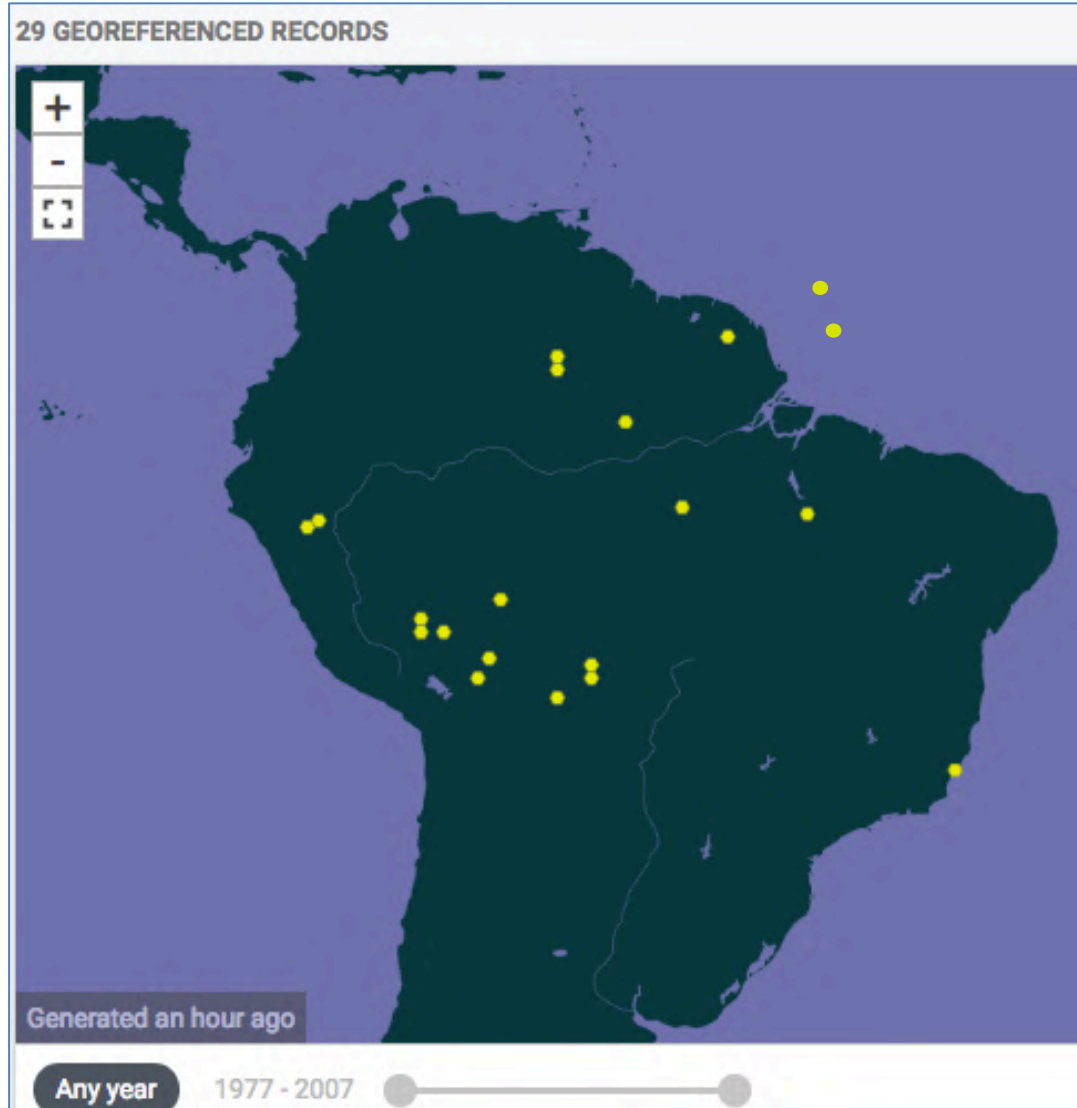 29 GEOREFERENCED RECORDS
+
-
Generated an hour ago
Any year 1977 - 2007